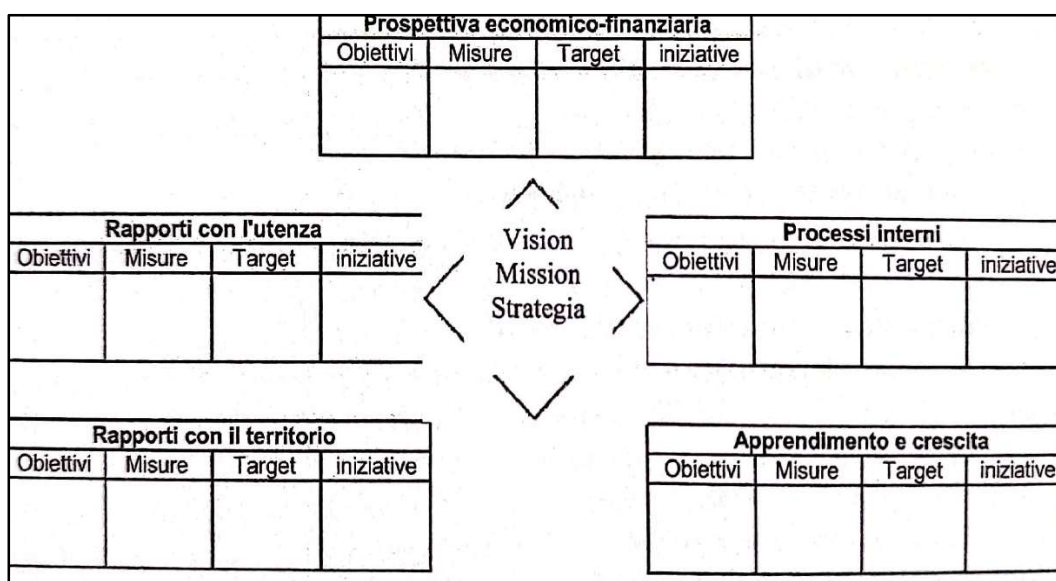 Prospettiva economico-finanziaria
Obiettivi Misure Target iniziative
Rapporti con l'utenza
Obiettivi Misure Target iniziative
Vision
Mission
Strategia
Processi interni
Obiettivi Misure Target iniziative
Rapporti con il territorio
Obiettivi Misure Target iniziative
Apprendimento e crescita
Obiettivi Misure Target iniziative